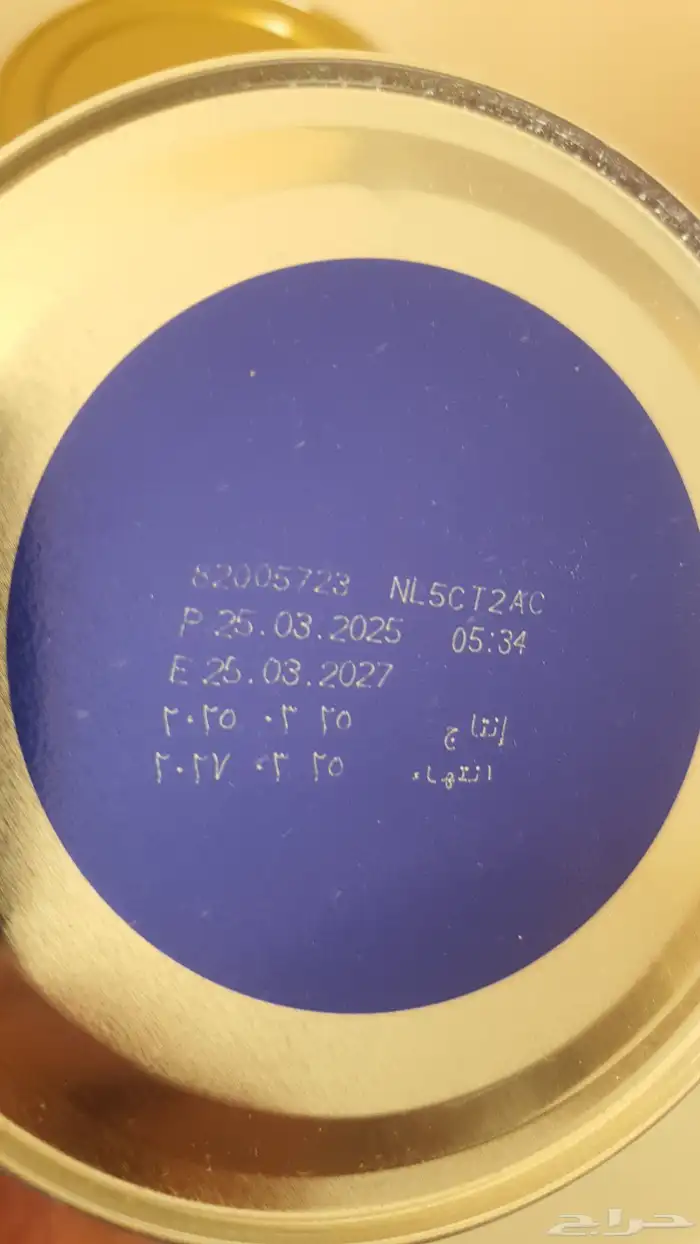 82005723 NL5CT2AC
P 25.03.2025 05:34
E 25.03.2027
إنتاج ٢٥ ٠٣ ٢٠٢٥
انتهاء ٢٥ ٠٣ ٢٠٢٧
حراج